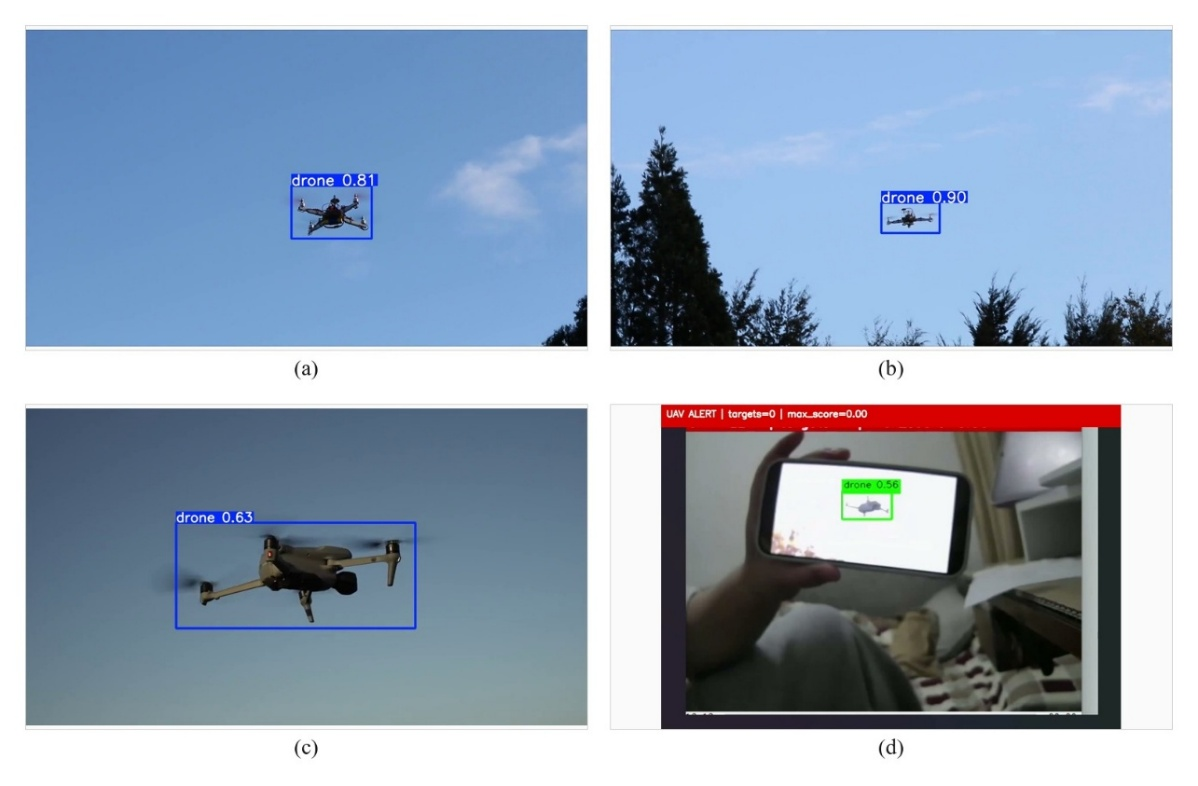 drone 0.81
drone 0.90
(a)
(b)
drone 0.63
UAV ALERT | targets=0 | max_score=0.00
drone 0.56
(c)
(d)